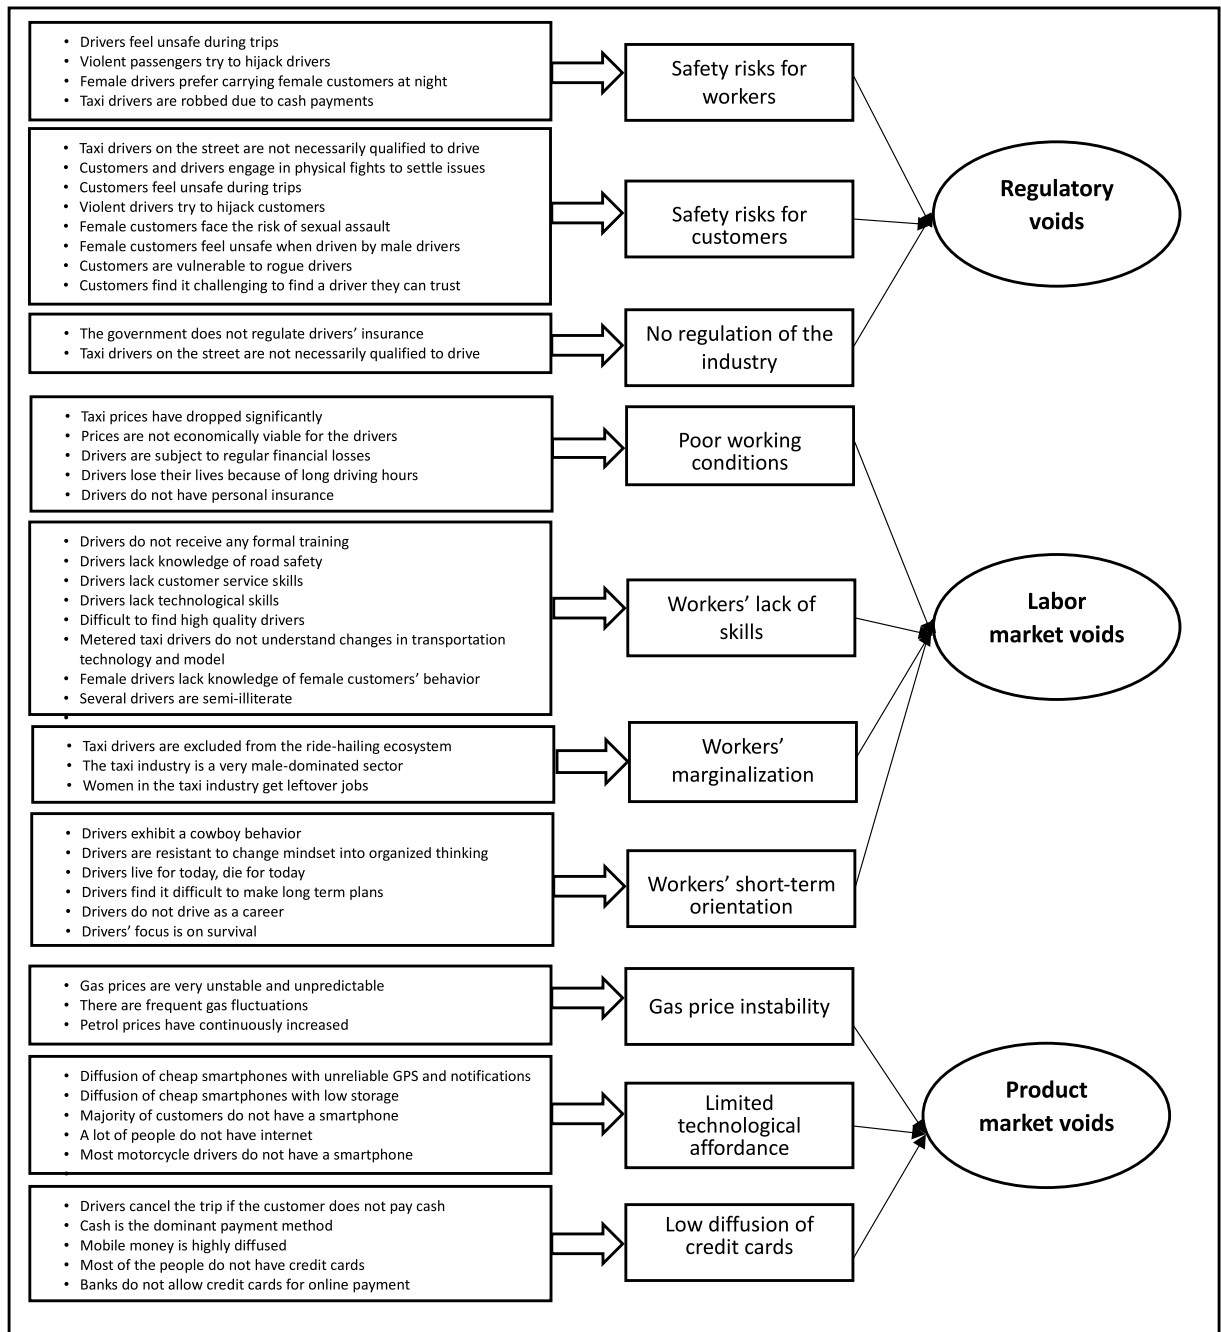 • Drivers feel unsafe during trips
• Violent passengers try to hijack drivers
• Female drivers prefer carrying female customers at night
• Taxi drivers are robbed due to cash payments
Safety risks for
workers
• Taxi drivers on the street are not necessarily qualified to drive
• Customers and drivers engage in physical fights to settle issues
• Customers feel unsafe during trips
• Violent drivers try to hijack customers
• Female customers face the risk of sexual assault
• Female customers feel unsafe when driven by male drivers
• Customers are vulnerable to rogue drivers
• Customers find it challenging to find a driver they can trust
Safety risks for
customers
• The government does not regulate drivers’ insurance
• Taxi drivers on the street are not necessarily qualified to drive
No regulation of the
industry
Regulatory
voids
• Taxi prices have dropped significantly
• Prices are not economically viable for the drivers
• Drivers are subject to regular financial losses
• Drivers lose their lives because of long driving hours
• Drivers do not have personal insurance
Poor working
conditions
• Drivers do not receive any formal training
• Drivers lack knowledge of road safety
• Drivers lack customer service skills
• Drivers lack technological skills
• Difficult to find high quality drivers
• Metered taxi drivers do not understand changes in transportation
technology and model
• Female drivers lack knowledge of female customers’ behavior
• Several drivers are semi-illiterate
•
Workers’ lack of
skills
• Taxi drivers are excluded from the ride-hailing ecosystem
• The taxi industry is a very male-dominated sector
• Women in the taxi industry get leftover jobs
Workers’
marginalization
• Drivers exhibit a cowboy behavior
• Drivers are resistant to change mindset into organized thinking
• Drivers live for today, die for today
• Drivers find it difficult to make long term plans
• Drivers do not drive as a career
• Drivers’ focus is on survival
Workers’ short-term
orientation
Labor
market voids
• Gas prices are very unstable and unpredictable
• There are frequent gas fluctuations
• Petrol prices have continuously increased
Gas price instability
• Diffusion of cheap smartphones with unreliable GPS and notifications
• Diffusion of cheap smartphones with low storage
• Majority of customers do not have a smartphone
• A lot of people do not have internet
• Most motorcycle drivers do not have a smartphone
•
Limited
technological
affordance
• Drivers cancel the trip if the customer does not pay cash
• Cash is the dominant payment method
• Mobile money is highly diffused
• Most of the people do not have credit cards
• Banks do not allow credit cards for online payment
Low diffusion of
credit cards
Product
market voids